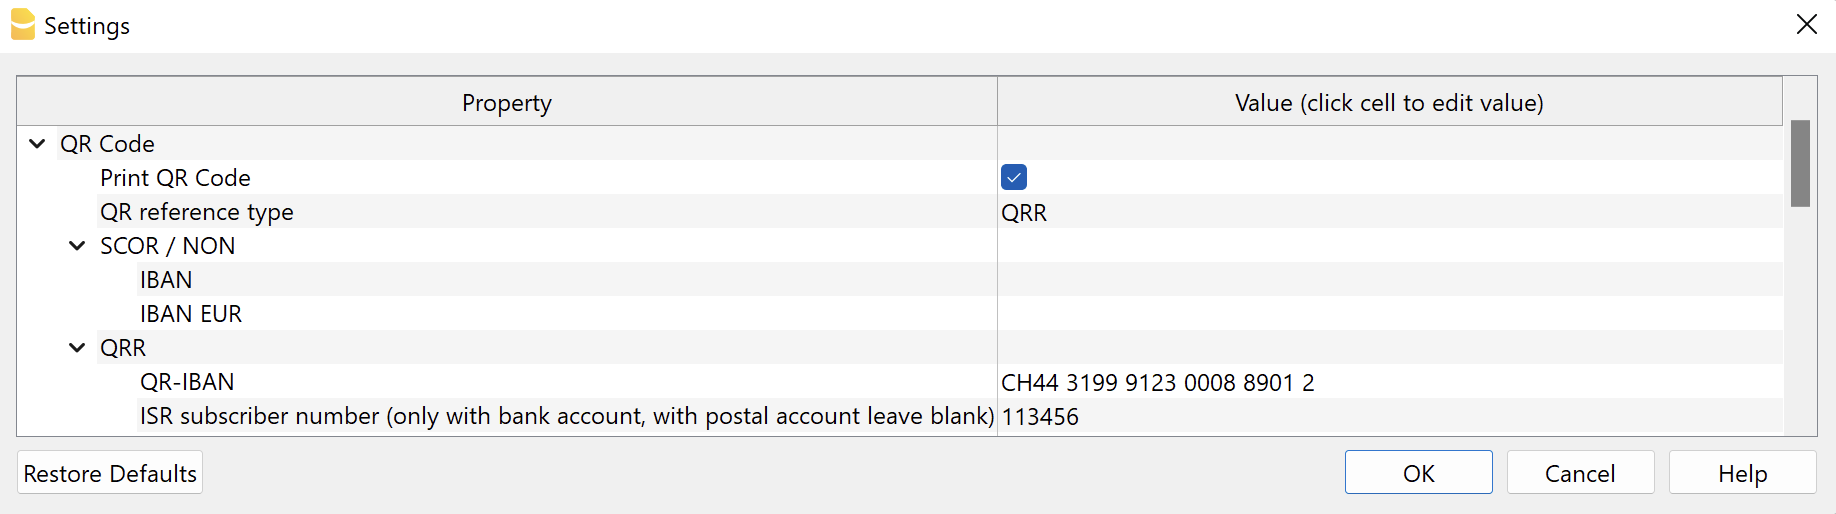 Settings
Property Value (click cell to edit value)
QR Code
Print QR Code
QR reference type QRR
SCOR / NON
IBAN
IBAN EUR
QRR
QR-IBAN CH44 3199 9123 0008 8901 2
ISR subscriber number (only with bank account, with postal account leave blank) 113456
Restore Defaults OK Cancel Help